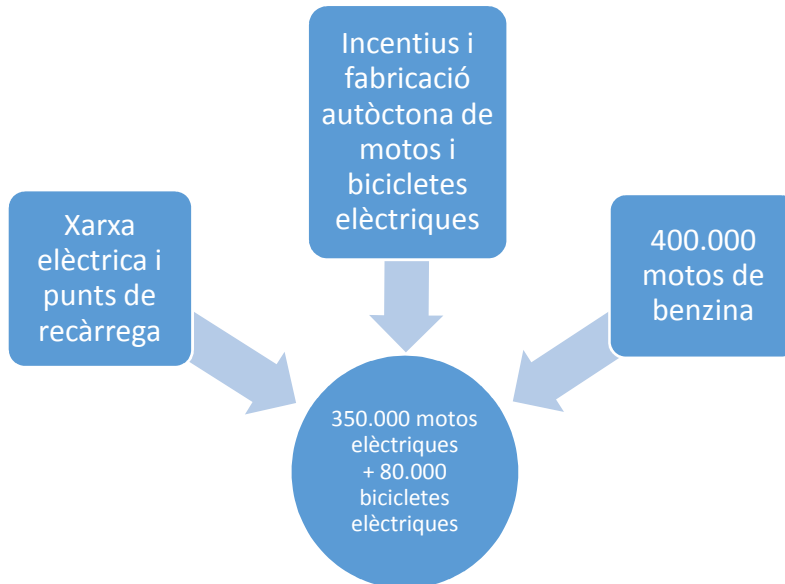 Incentius i
fabricació
autòctona de
motos i
bicicletes
elèctriques
Xarxa
elèctrica i
punts de
recàrrega
400.000
motos de
benzina
350.000 motos
elèctriques
+ 80.000
bicicletes
elèctriques